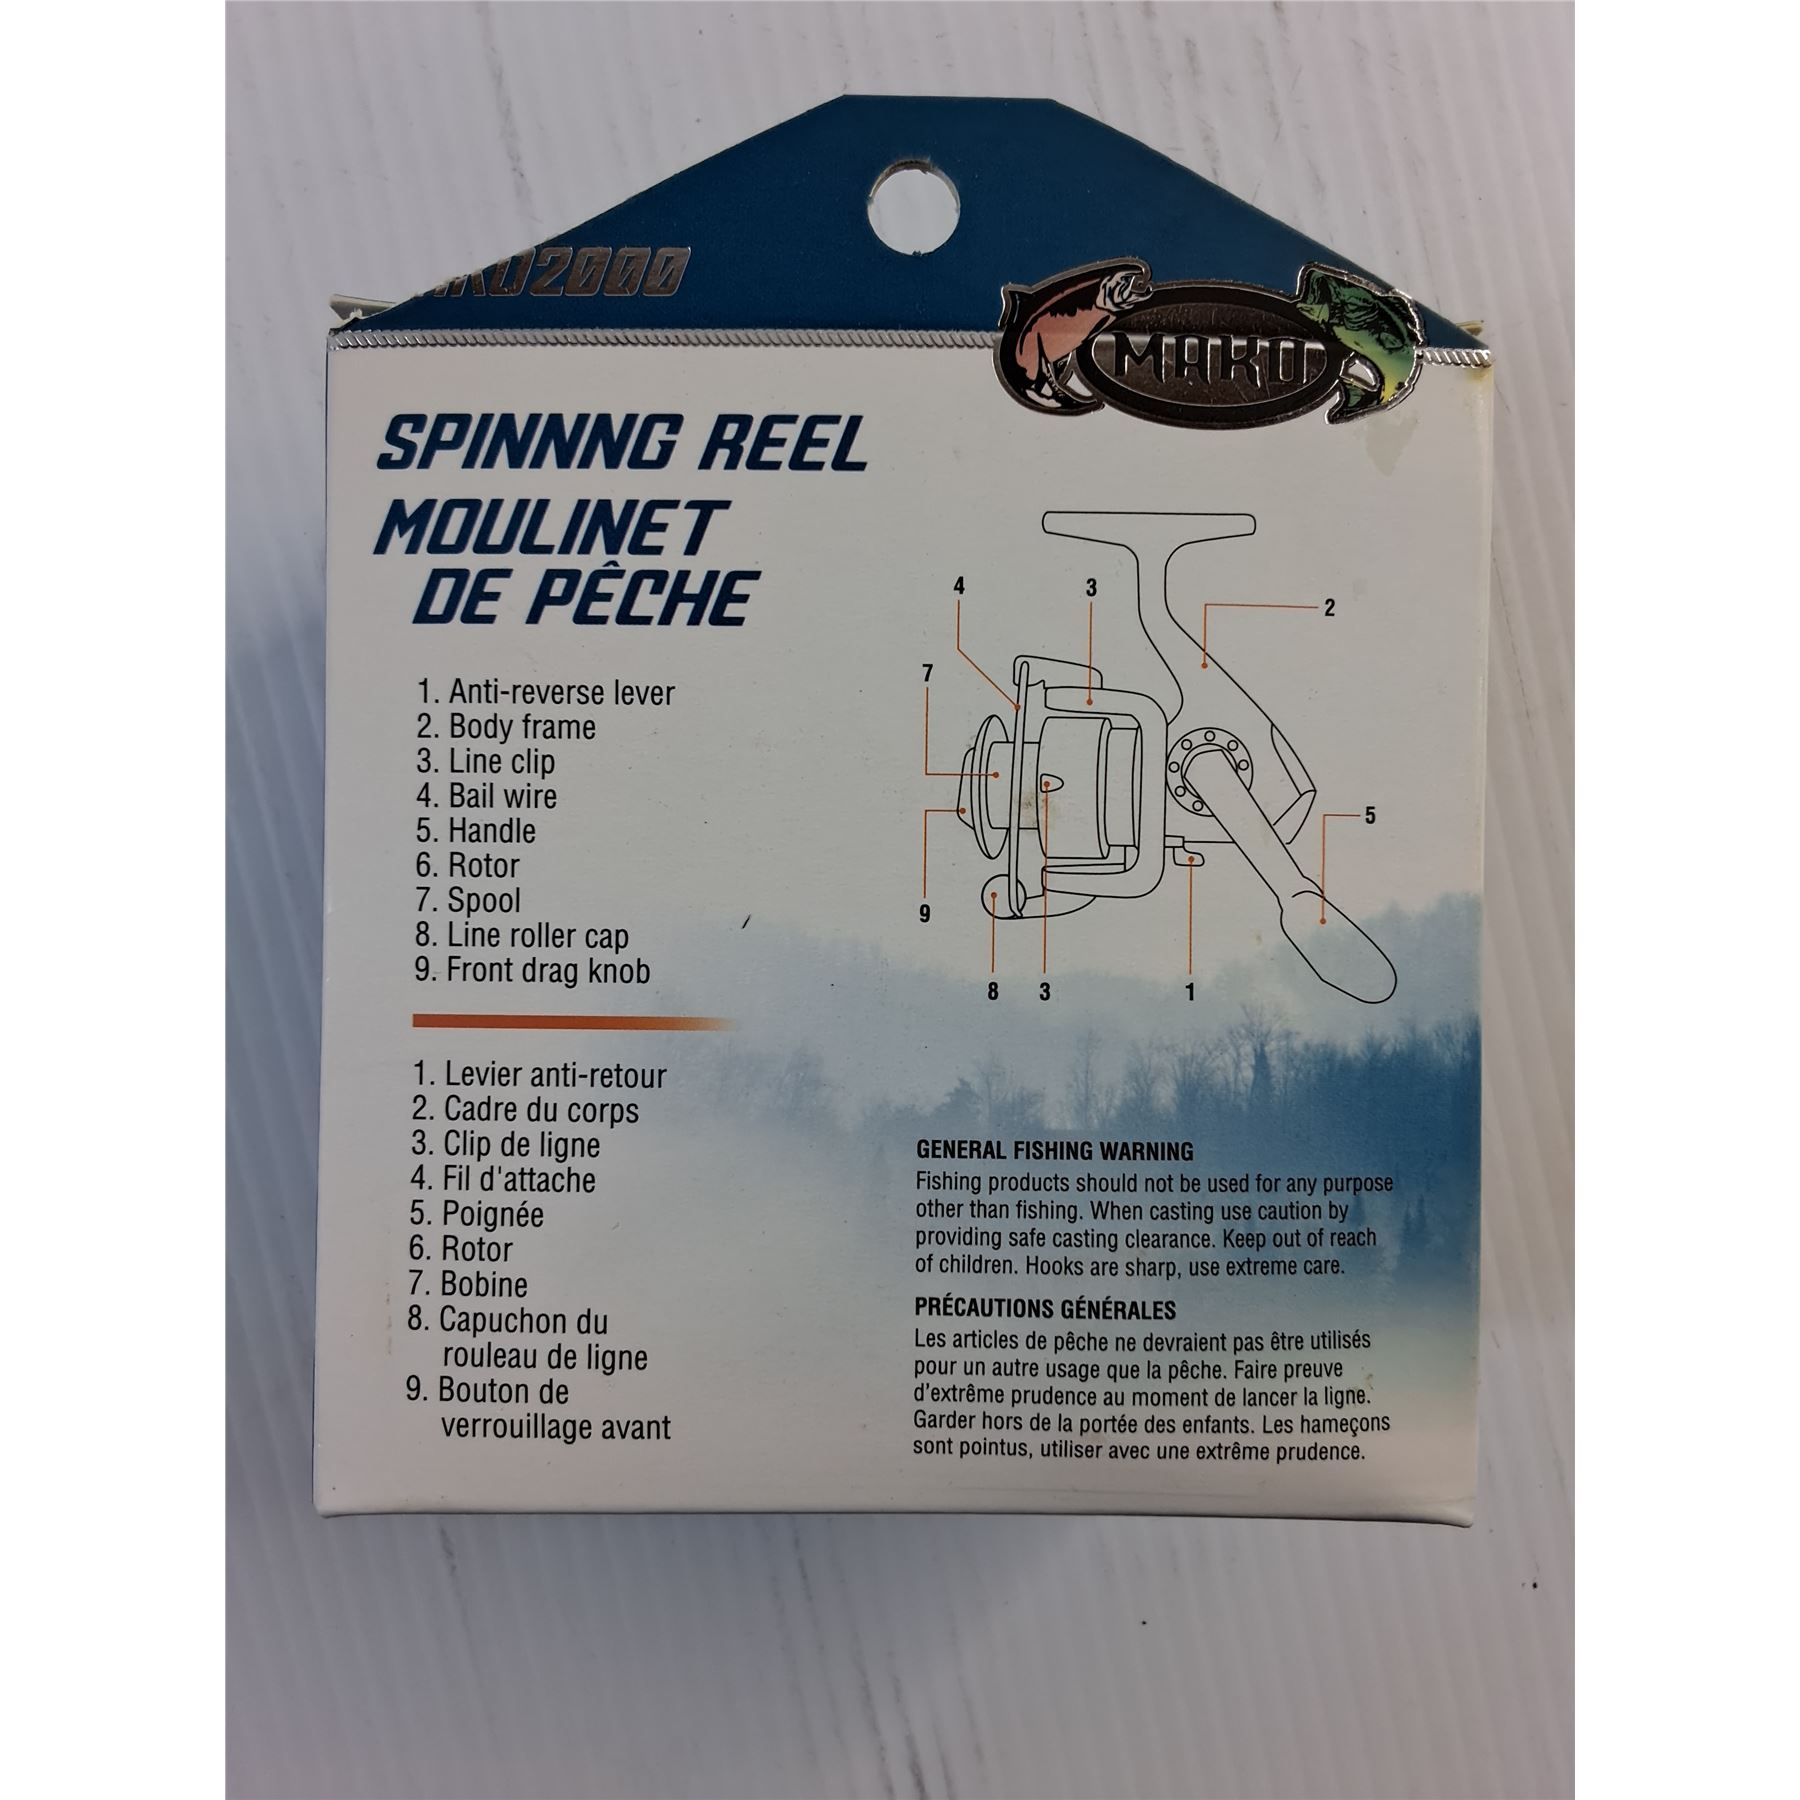 2000
MAKO
SPINNNG REEL
MOULINET
DE PÊCHE
1. Anti-reverse lever
2. Body frame
3. Line clip
4. Bail wire
5. Handle
6. Rotor
7. Spool
8. Line roller cap
9. Front drag knob
4
3
2
7
5
9
8
3
1
1. Levier anti-retour
2. Cadre du corps
3. Clip de ligne
4. Fil d'attache
5. Poignée
6. Rotor
7. Bobine
8. Capuchon du
rouleau de ligne
9. Bouton de
verrouillage avant
GENERAL FISHING WARNING
Fishing products should not be used for any purpose
other than fishing. When casting use caution by
providing safe casting clearance. Keep out of reach
of children. Hooks are sharp, use extreme care.
PRÉCAUTIONS GÉNÉRALES
Les articles de pêche ne devraient pas être utilisés
pour un autre usage que la pêche. Faire preuve
d'extrême prudence au moment de lancer la ligne.
Garder hors de la portée des enfants. Les hameçons
sont pointus, utiliser avec une extrême prudence.